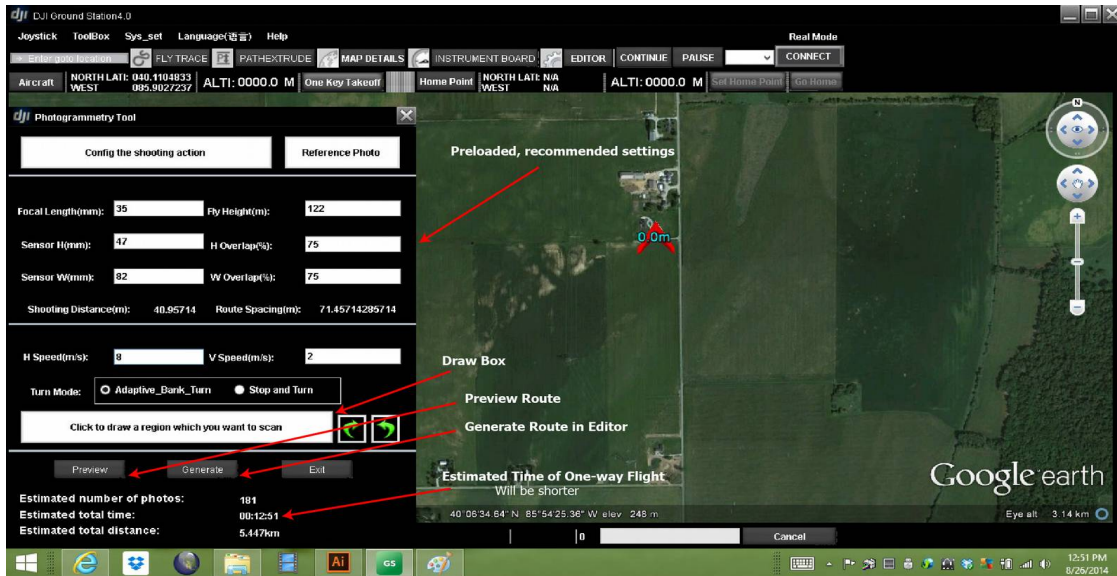 dji DJI Ground Station4.0
Joystick ToolBox Sys_set Language(语言) Help
Real Mode
Enter goto location FLY TRACE PATHEXTRUDE MAP DETAILS INSTRUMENT BOARD EDITOR CONTINUE PAUSE CONNECT
Aircraft NORTH LATI: 040.1104833 WEST 085.9027237 ALTI: 0000.0 M One Key Takeoff Home Point NORTH LATI: N/A WEST N/A ALTI: 0000.0 M Set Home Point Go Home
dji Photogrammetry Tool
Config the shooting action Reference Photo
Preloaded, recommended settings
N
Focal Length(mm): 35 Fly Height(m): 122
0.0m
Sensor H(mm): 47 H Overlap(%): 75
Sensor W(mm): 82 W Overlap(%): 75
Shooting Distance(m): 40.95714 Route Spacing(m): 71.45714285714
H Speed(m/s): 8 V Speed(m/s): 2
Draw Box
Turn Mode: Adaptive_Bank_Turn Stop and Turn
Preview Route
Click to draw a region which you want to scan
Generate Route in Editor
Preview Generate Exit
Estimated Time of One-way Flight
Will be shorter
Google earth
Estimated number of photos: 181
Estimated total time: 00:12:51
Estimated total distance: 5.447km
40°06'34.64" N 85°54'25.36" W elev 248 m
Eye alt 3.14 km
0
Cancel
Ai
GS
12:51 PM
8/26/2014